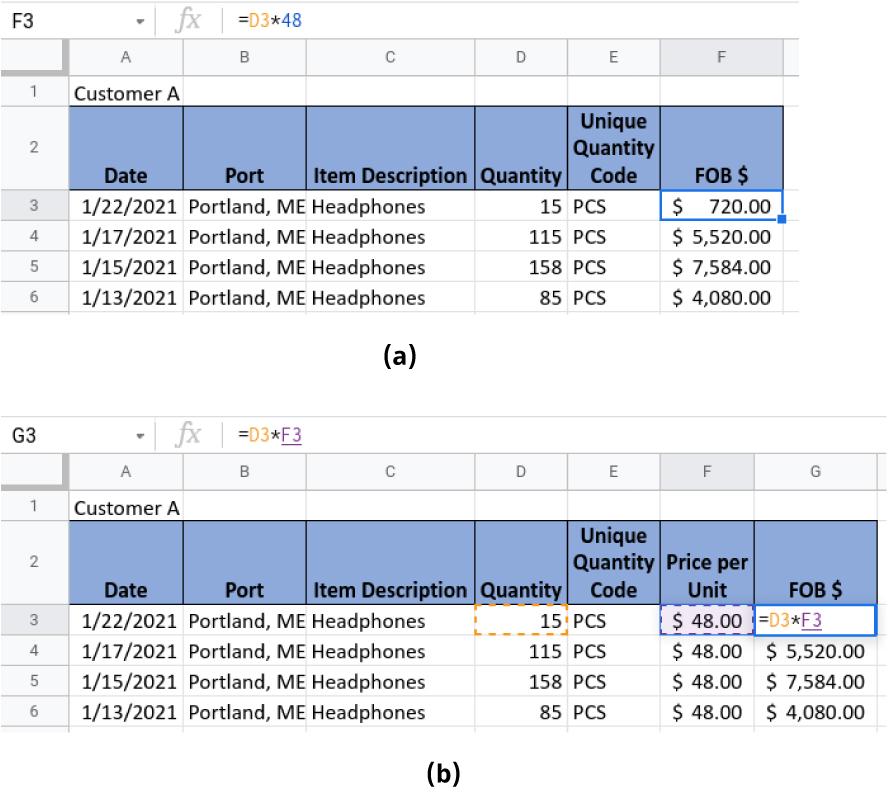 F3 fx =D3*48
A B C D E F
1 Customer A
2 Date Port Item Description Quantity Unique Quantity Code FOB $
3 1/22/2021 Portland, ME Headphones 15 PCS $ 720.00
4 1/17/2021 Portland, ME Headphones 115 PCS $ 5,520.00
5 1/15/2021 Portland, ME Headphones 158 PCS $ 7,584.00
6 1/13/2021 Portland, ME Headphones 85 PCS $ 4,080.00
(a)
G3 fx =D3*F3
A B C D E F G
1 Customer A
2 Date Port Item Description Quantity Unique Quantity Code Price per Unit FOB $
3 1/22/2021 Portland, ME Headphones 15 PCS $ 48.00 =D3*F3
4 1/17/2021 Portland, ME Headphones 115 PCS $ 48.00 $ 5,520.00
5 1/15/2021 Portland, ME Headphones 158 PCS $ 48.00 $ 7,584.00
6 1/13/2021 Portland, ME Headphones 85 PCS $ 48.00 $ 4,080.00
(b)